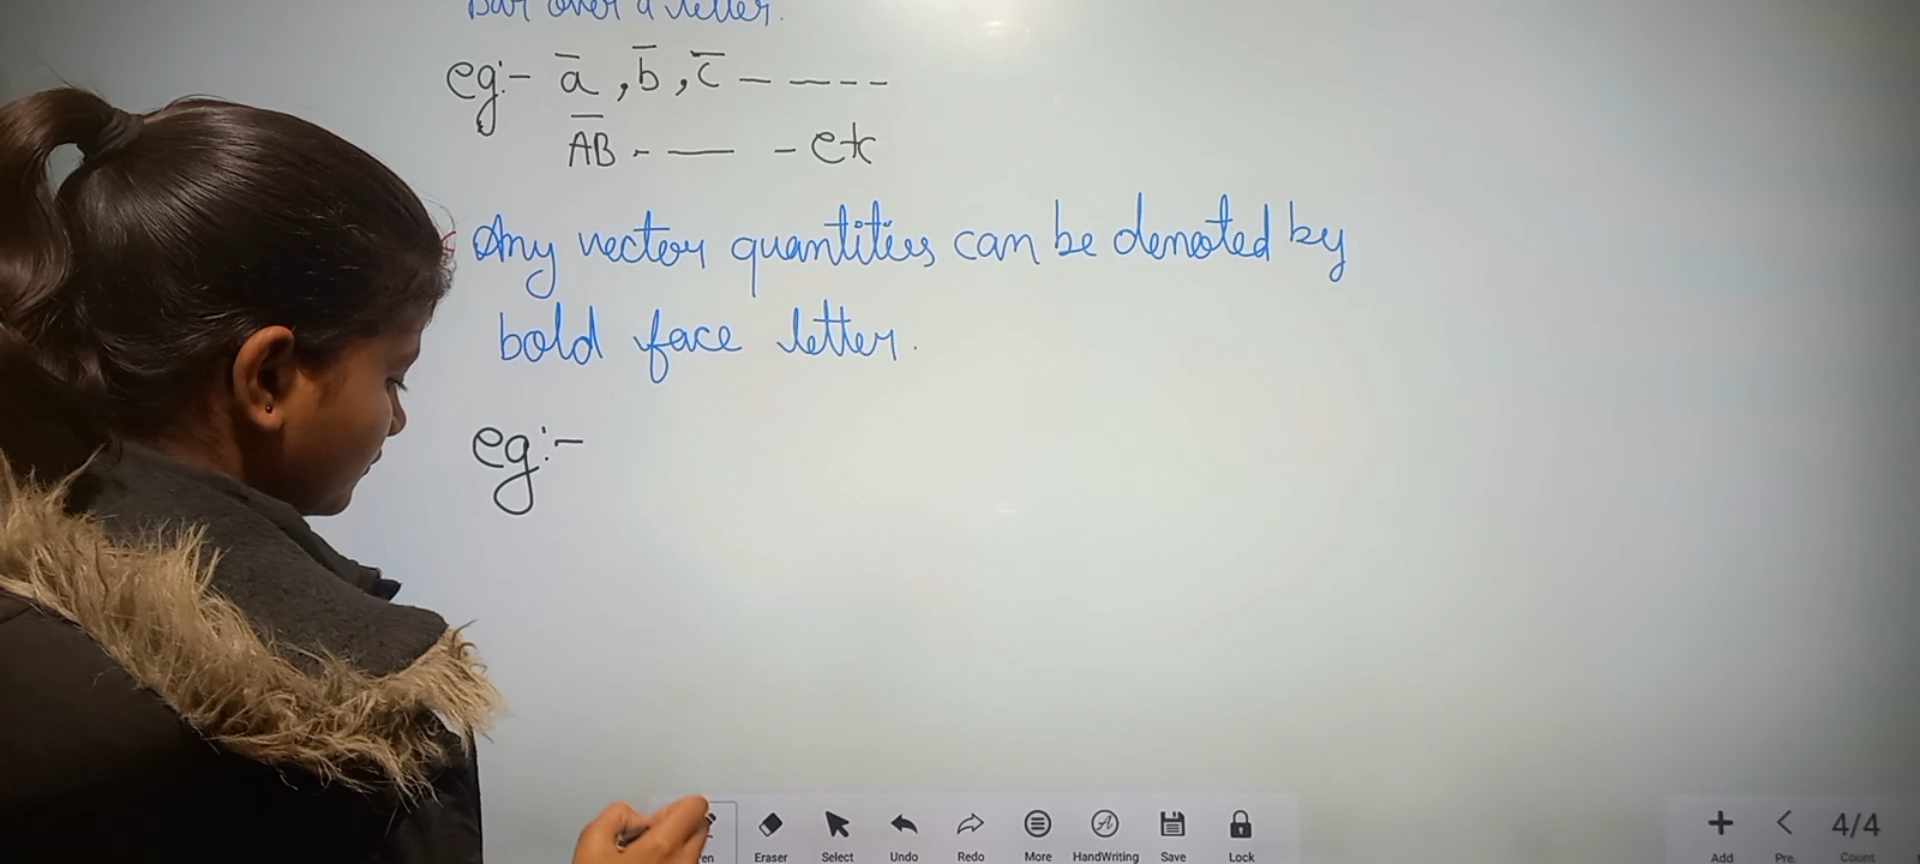 Bar over a letter.
eg:- a̅ , b̅ , c̅ - - - - -
A̅B̅ - — - etc
Any vector quantities can be denoted by
bold face letter.
eg:-
Eraser Select Undo Redo More HandWriting Save Lock
Add Pre Count
4/4